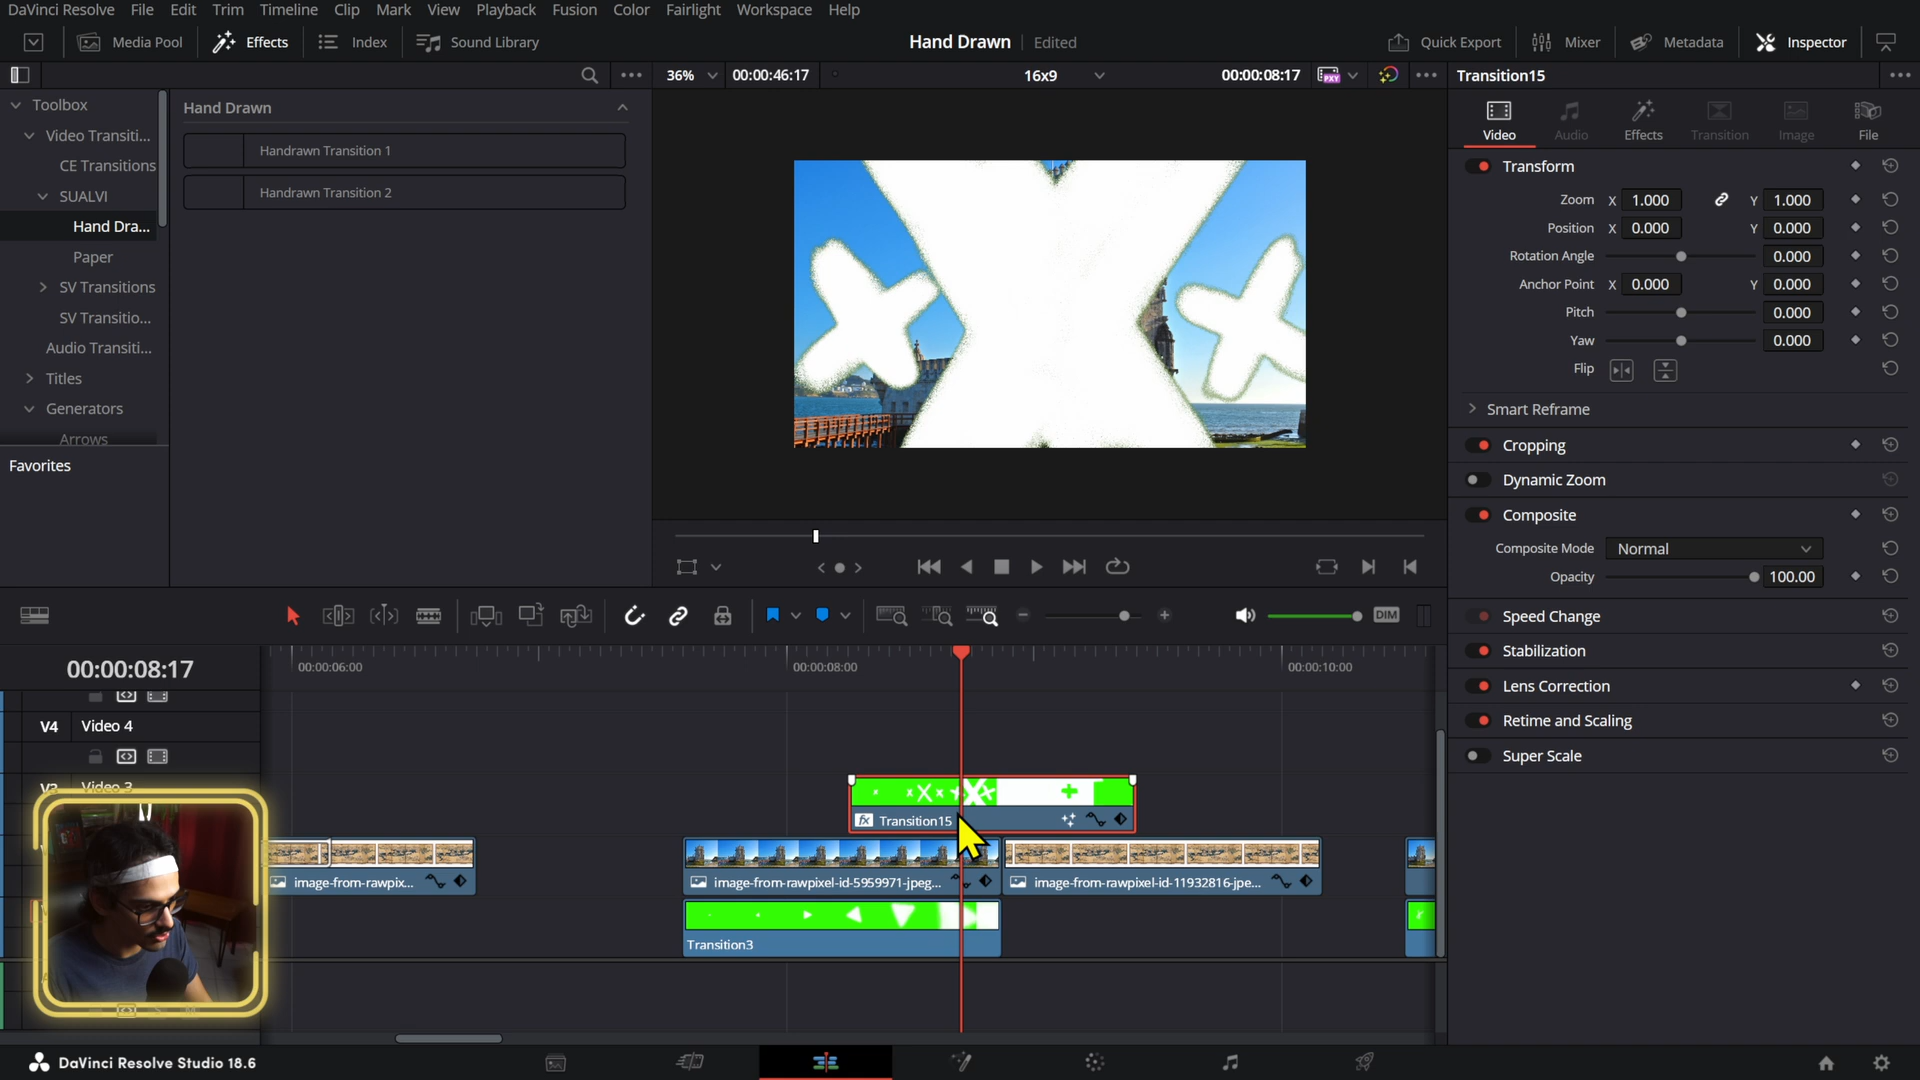 DaVinci Resolve File Edit Trim Timeline Clip Mark View Playback Fusion Color Fairlight Workspace Help
Media Pool Effects Index Sound Library Hand Drawn Edited Quick Export Mixer Metadata Inspector
36% 00:00:46:17 16x9 00:00:08:17 PXY Transition15
Toolbox
Video Transiti...
CE Transitions
SUALVI
Hand Dra...
Paper
SV Transitions
SV Transitio...
Audio Transiti...
Titles
Generators
Arrows
Favorites
Hand Drawn
Handrawn Transition 1
Handrawn Transition 2
Video Audio Effects Transition Image File
Transform
Zoom X 1.000 Y 1.000
Position X 0.000 Y 0.000
Rotation Angle 0.000
Anchor Point X 0.000 Y 0.000
Pitch 0.000
Yaw 0.000
Flip
Smart Reframe
Cropping
Dynamic Zoom
Composite
Composite Mode Normal
Opacity 100.00
Speed Change
Stabilization
Lens Correction
Retime and Scaling
Super Scale
DIM
00:00:08:17
00:00:06:00 00:00:08:00 00:00:10:00
V4 Video 4
Video 3
fx Transition15
image-from-rawpix... image-from-rawpixel-id-5959971-jpeg... image-from-rawpixel-id-11932816-jpe...
Transition3
DaVinci Resolve Studio 18.6